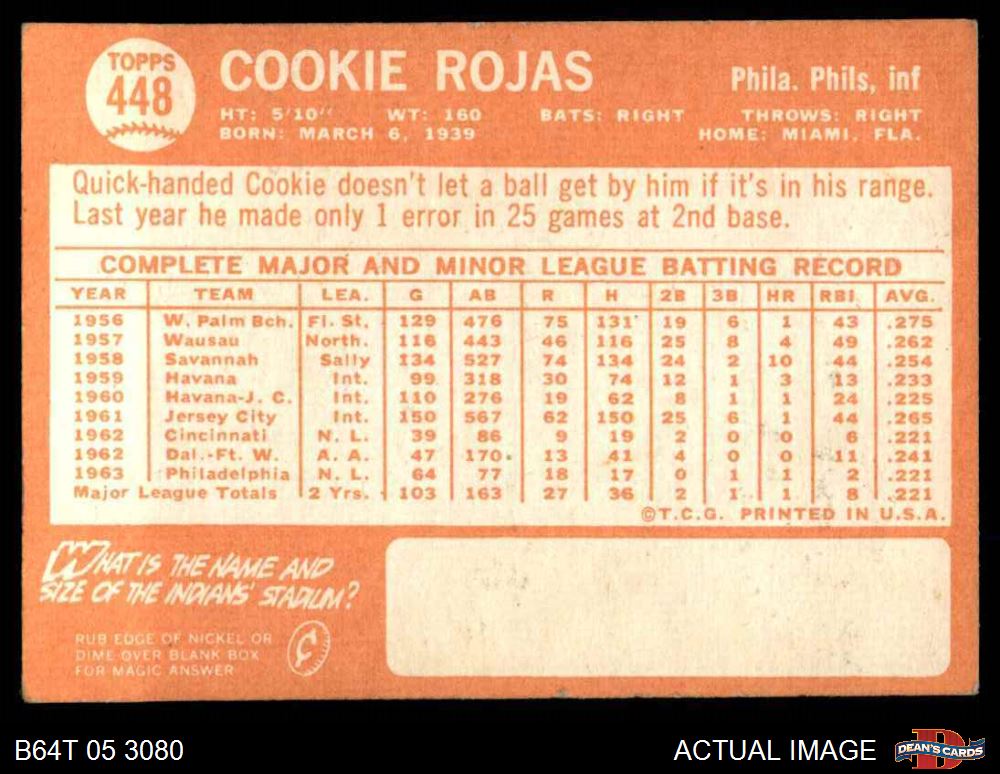 TOPPS
448
COOKIE ROJAS
Phila. Phils, inf
HT: 5'10" WT: 160 BATS: RIGHT THROWS: RIGHT
BORN: MARCH 6, 1939 HOME: MIAMI, FLA.
Quick-handed Cookie doesn't let a ball get by him if it's in his range.
Last year he made only 1 error in 25 games at 2nd base.
COMPLETE MAJOR AND MINOR LEAGUE BATTING RECORD
YEAR TEAM LEA. G AB R H 2B 3B HR RBI AVG.
1956 W. Palm Bch. Fl. St. 129 476 75 131 19 6 1 43 .275
1957 Wausau North. 116 443 46 116 25 8 4 49 .262
1958 Savannah Sally 134 527 74 134 24 2 10 44 .254
1959 Havana Int. 99 318 30 74 12 1 3 13 .233
1960 Havana-J. C. Int. 110 276 19 62 8 1 1 24 .225
1961 Jersey City Int. 150 567 62 150 25 6 1 44 .265
1962 Cincinnati N. L. 39 86 9 19 2 0 0 6 .221
1962 Dal.-Ft. W. A. A. 47 170 13 41 4 0 0 11 .241
1963 Philadelphia N. L. 64 77 18 17 0 1 1 2 .221
Major League Totals 2 Yrs. 103 163 27 36 2 1 1 8 .221
©T.C.G. PRINTED IN U.S.A.
WHAT IS THE NAME AND
SIZE OF THE INDIANS' STADIUM?
RUB EDGE OF NICKEL OR
DIME OVER BLANK BOX
FOR MAGIC ANSWER
¢
B64T 05 3080
ACTUAL IMAGE
D
DEAN'S CARDS